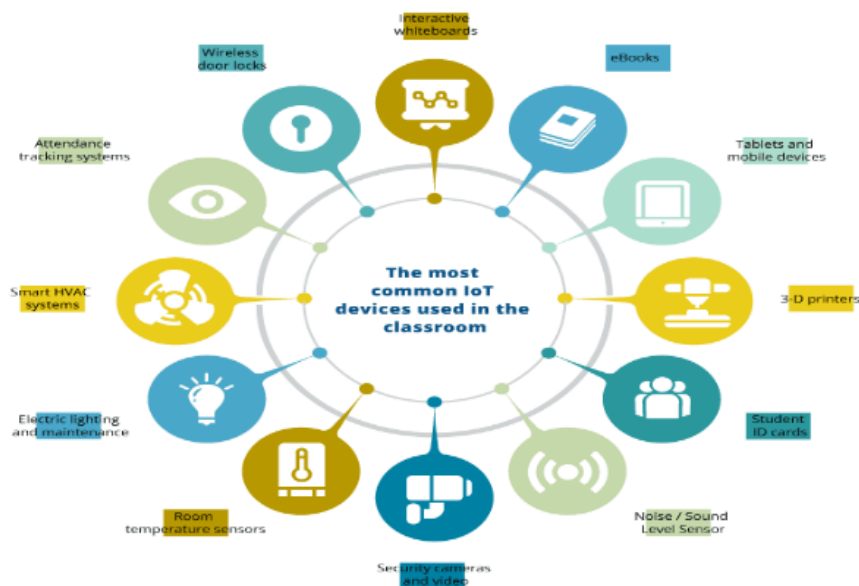 Interactive
whiteboards
eBooks
Tablets and
mobile devices
3-D printers
Student
ID cards
Noise / Sound
Level Sensor
Security cameras
and video
Room
temperature sensors
Electric lighting
and maintenance
Smart HVAC
systems
Attendance
tracking systems
Wireless
door locks
The most
common IoT
devices used in the
classroom